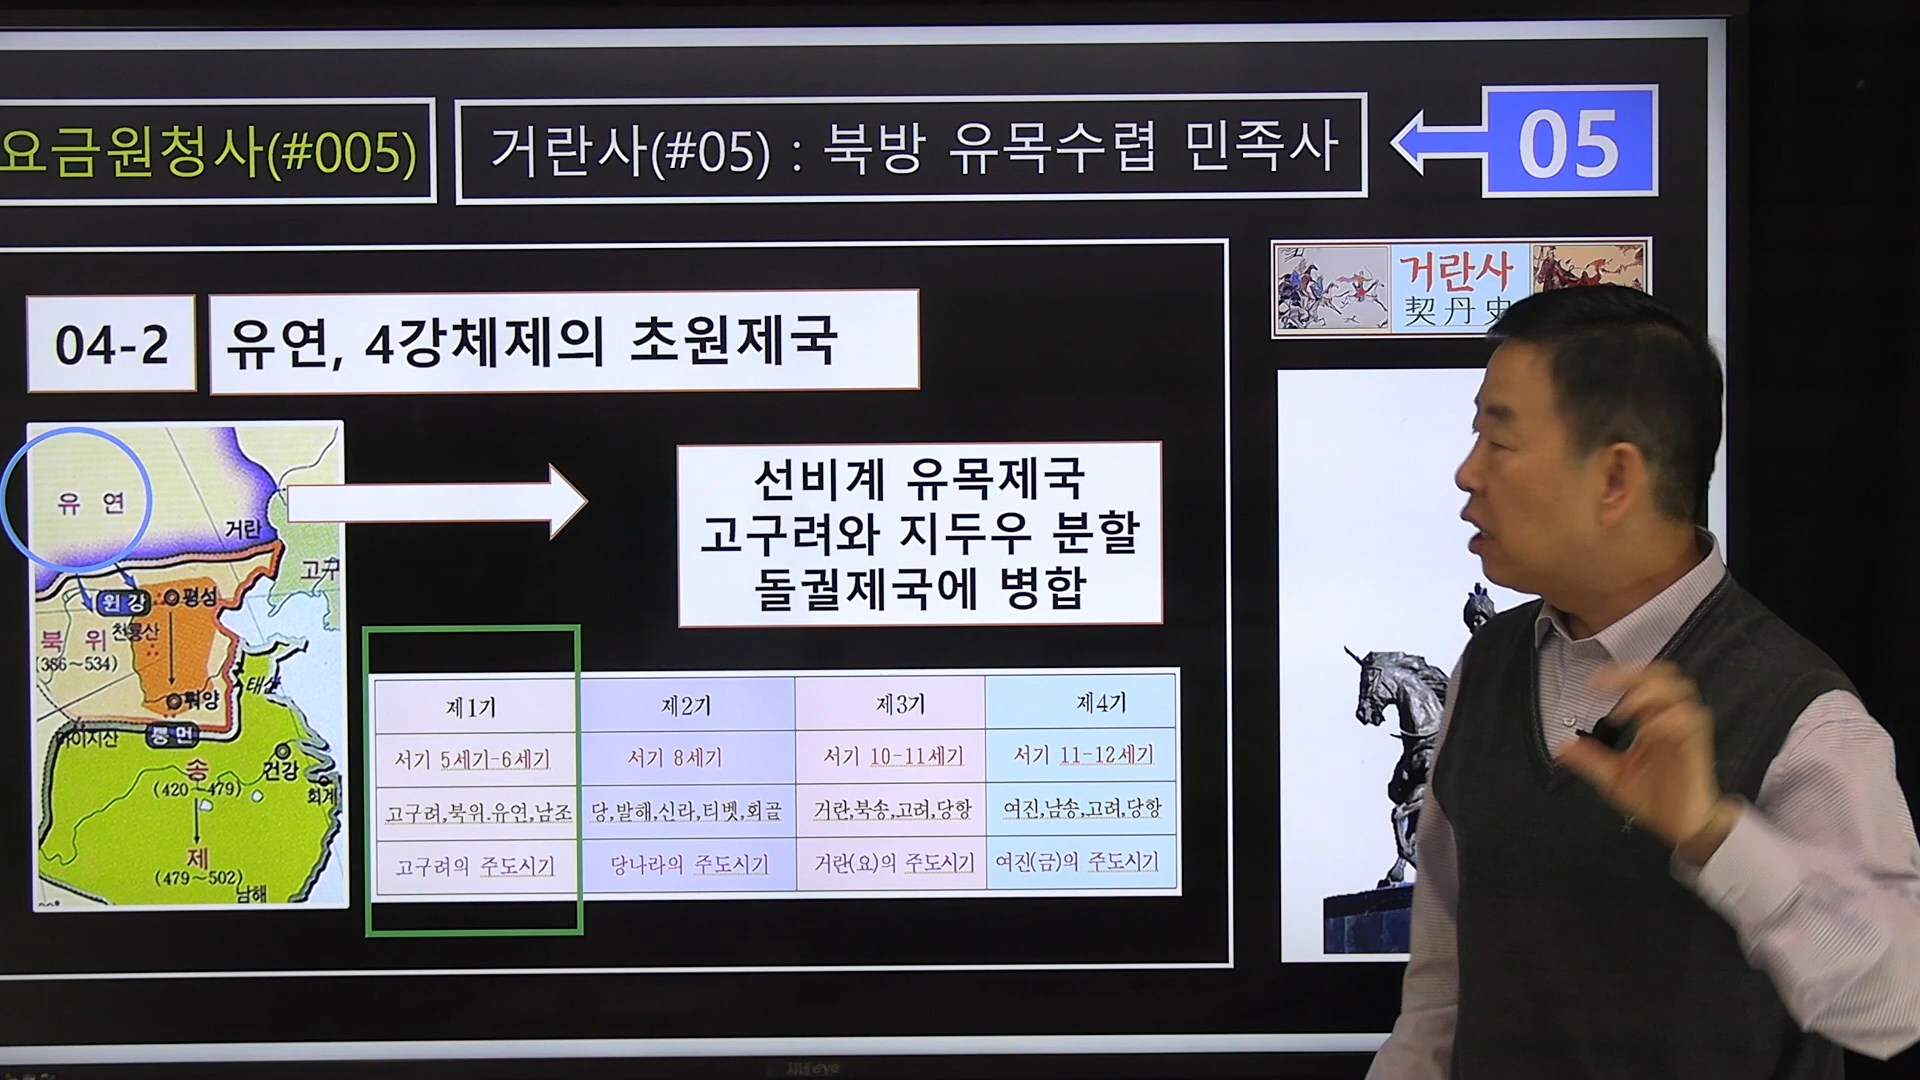 요금원청사(#005)
거란사(#05) : 북방 유목수렵 민족사
05
거란사
契丹史
04-2
유연, 4강체제의 초원제국
유 연
거란
고구
평성
북 위
천룡산
(386~534)
태산
건강
회계
송
(420~479)
제
(479~502)
남해
선비계 유목제국
고구려와 지두우 분할
돌궐제국에 병합
제1기 제2기 제3기 제4기
서기 5세기-6세기 서기 8세기 서기 10-11세기 서기 11-12세기
고구려,북위.유연,남조 당,발해,신라,티벳,회골 거란,북송,고려,당항 여진,남송,고려,당항
고구려의 주도시기 당나라의 주도시기 거란(요)의 주도시기 여진(금)의 주도시기